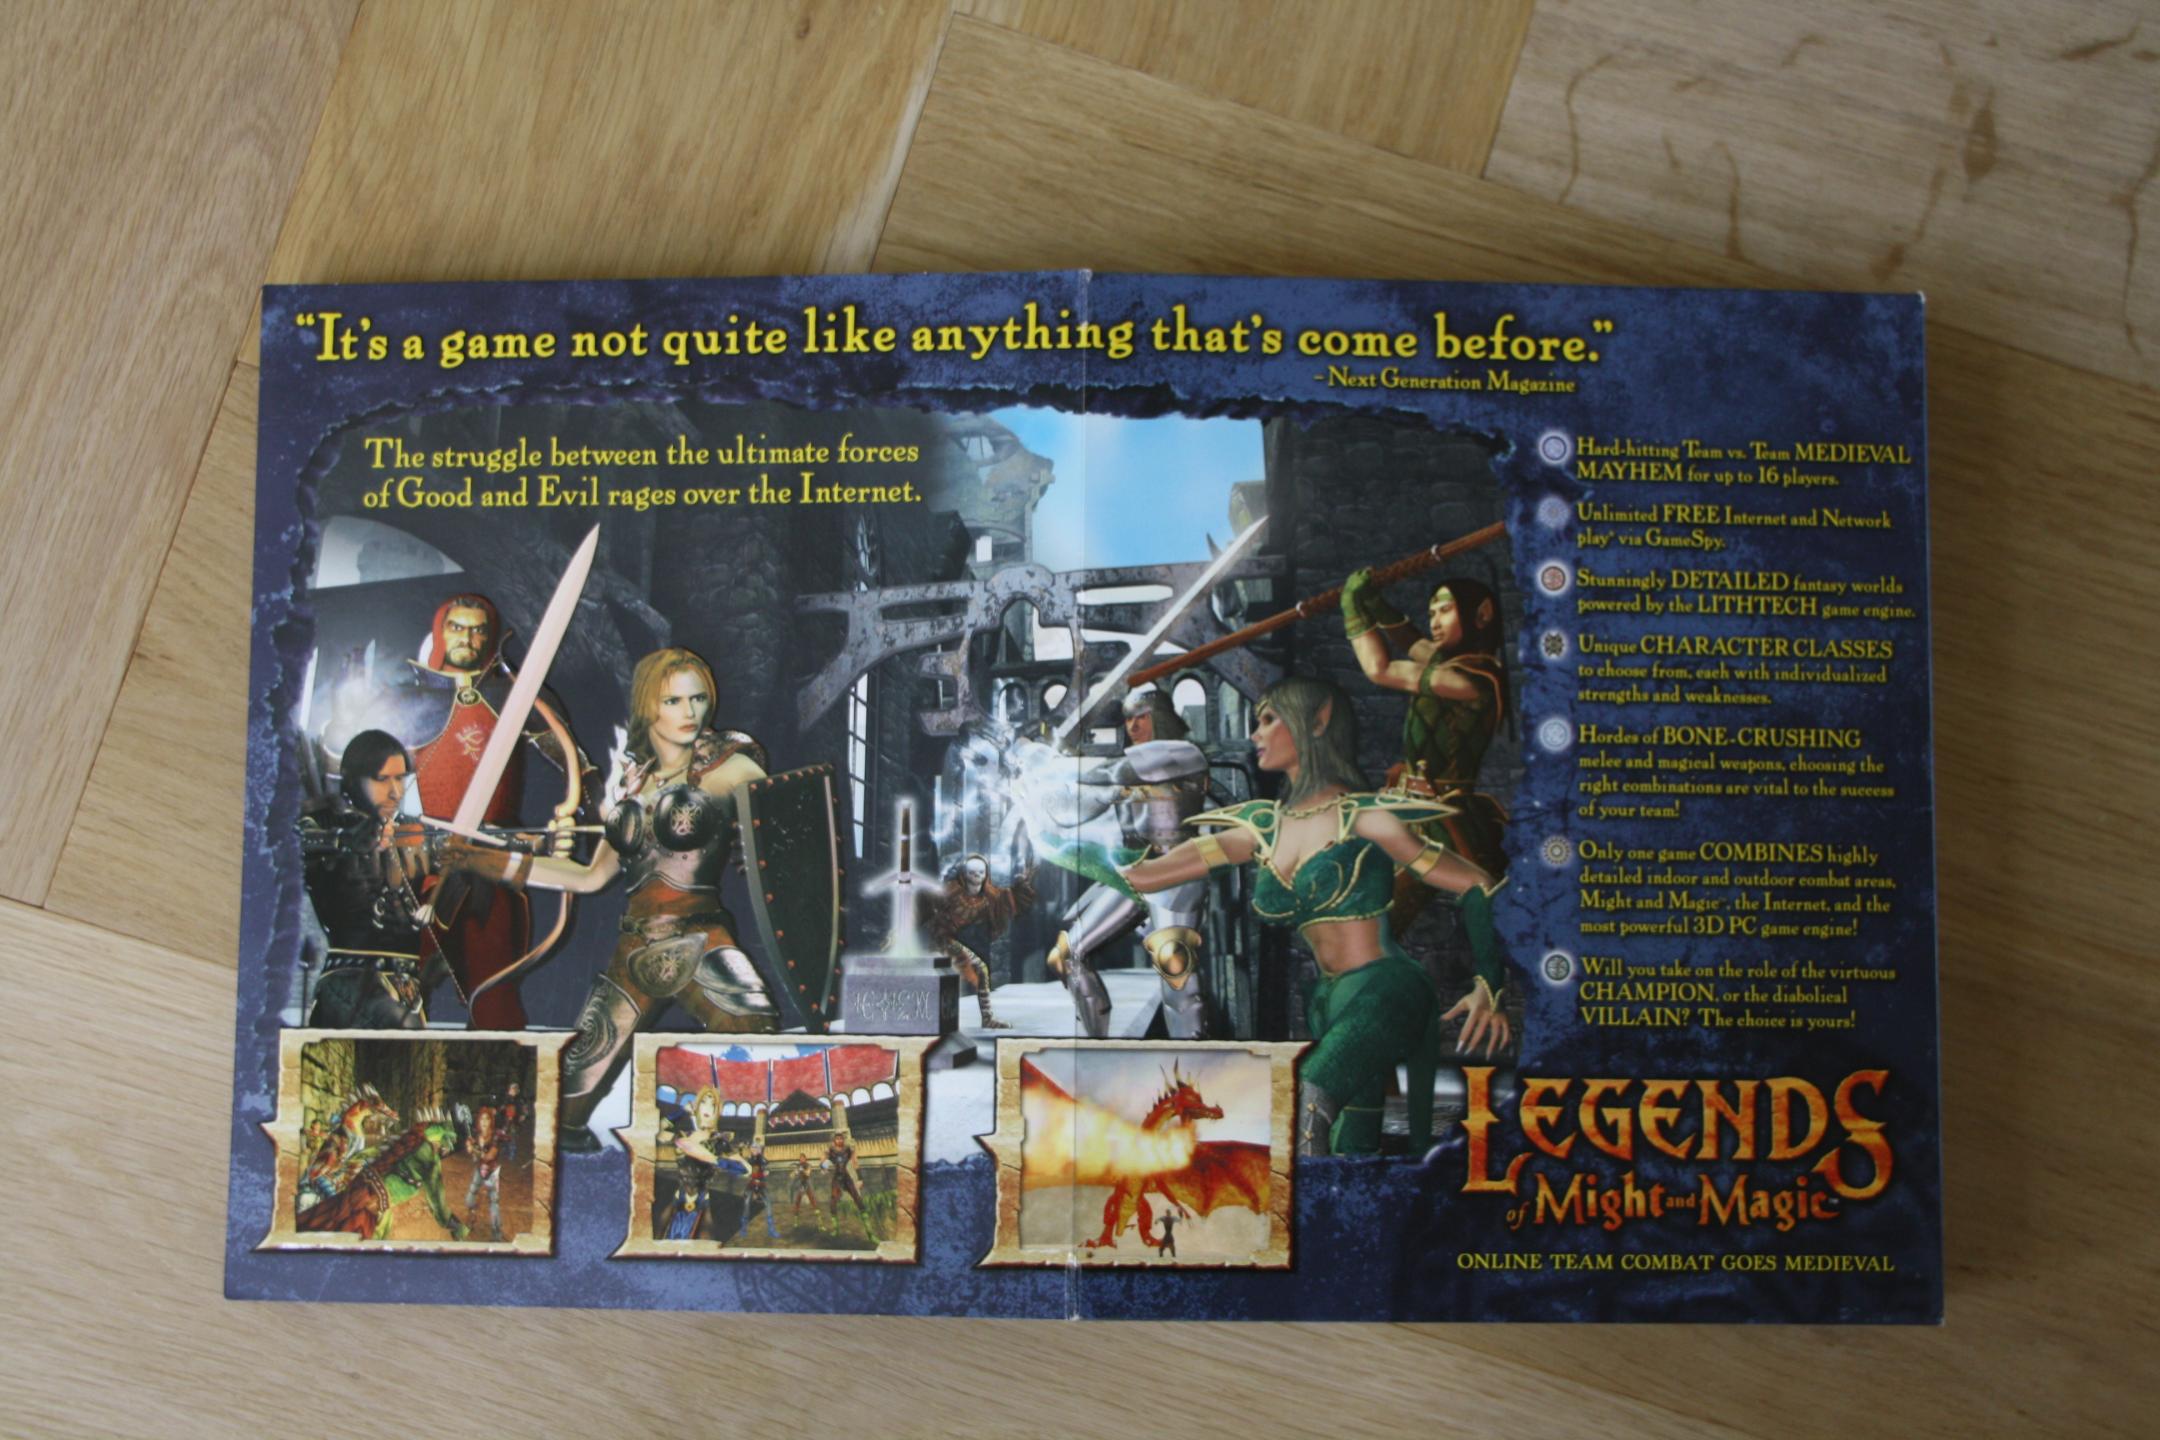 “It's a game not quite like anything that's come before.”
- Next Generation Magazine
The struggle between the ultimate forces
of Good and Evil rages over the Internet.
Hard-hitting Team vs. Team MEDIEVAL
MAYHEM for up to 16 players.
Unlimited FREE Internet and Network
play* via GameSpy.
Stunningly DETAILED fantasy worlds
powered by the LITHTECH game engine.
Unique CHARACTER CLASSES
to choose from, each with individualized
strengths and weaknesses.
Hordes of BONE-CRUSHING
melee and magical weapons, choosing the
right combinations are vital to the success
of your team!
Only one game COMBINES highly
detailed indoor and outdoor combat areas,
Might and Magic™, the Internet, and the
most powerful 3D PC game engine!
Will you take on the role of the virtuous
CHAMPION, or the diabolical
VILLAIN? The choice is yours!
LEGENDS
of Might and Magic™
ONLINE TEAM COMBAT GOES MEDIEVAL